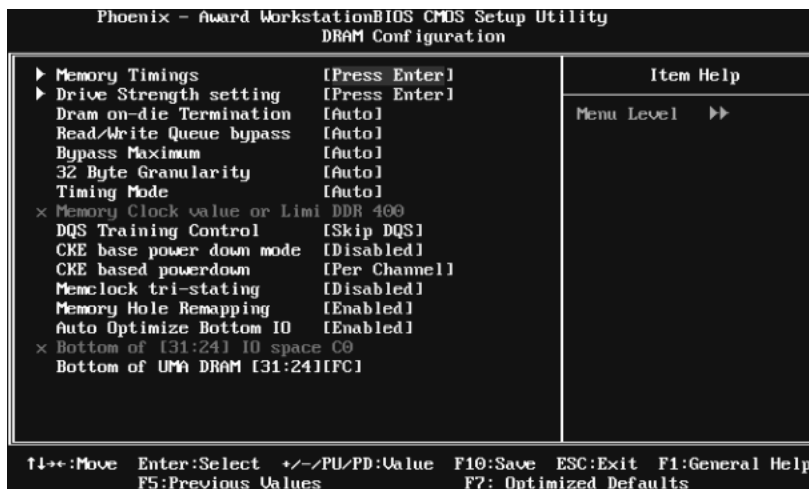 Phoenix - Award WorkstationBIOS CMOS Setup Utility
DRAM Configuration
Memory Timings [Press Enter]
Drive Strength setting [Press Enter]
Dram on-die Termination [Auto]
Read/Write Queue bypass [Auto]
Bypass Maximum [Auto]
32 Byte Granularity [Auto]
Timing Mode [Auto]
x Memory Clock value or Limi DDR 400
DQS Training Control [Skip DQS]
CKE base power down mode [Disabled]
CKE based powerdown [Per Channel]
Memclock tri-stating [Disabled]
Memory Hole Remapping [Enabled]
Auto Optimize Bottom IO [Enabled]
x Bottom of [31:24] IO space C0
Bottom of UMA DRAM [31:24][FC]
Item Help
Menu Level ▶▶
↑↓→←:Move Enter:Select +/-/PU/PD:Value F10:Save ESC:Exit F1:General Help
F5:Previous Values F7: Optimized Defaults